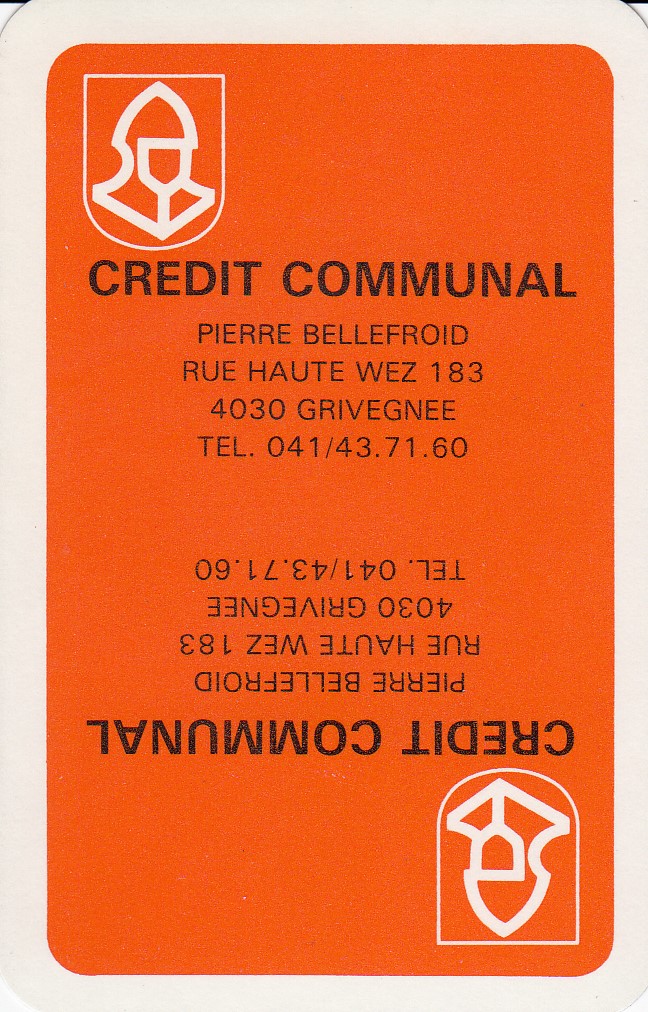 CREDIT COMMUNAL
PIERRE BELLEFROID
RUE HAUTE WEZ 183
4030 GRIVEGNEE
TEL. 041/43.71.60
CREDIT COMMUNAL
PIERRE BELLEFROID
RUE HAUTE WEZ 183
4030 GRIVEGNEE
TEL. 041/43.71.60